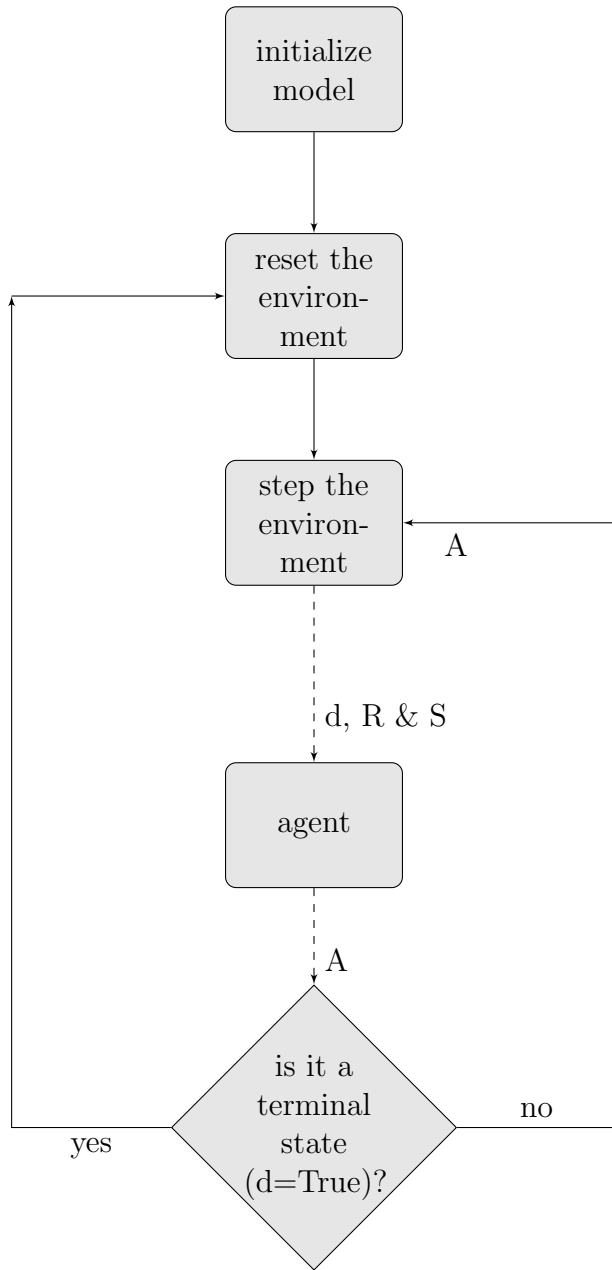 initialize
model
reset the
environ-
ment
step the
environ-
ment
A
d, R & S
agent
A
is it a
terminal
state
(d=True)?
yes
no